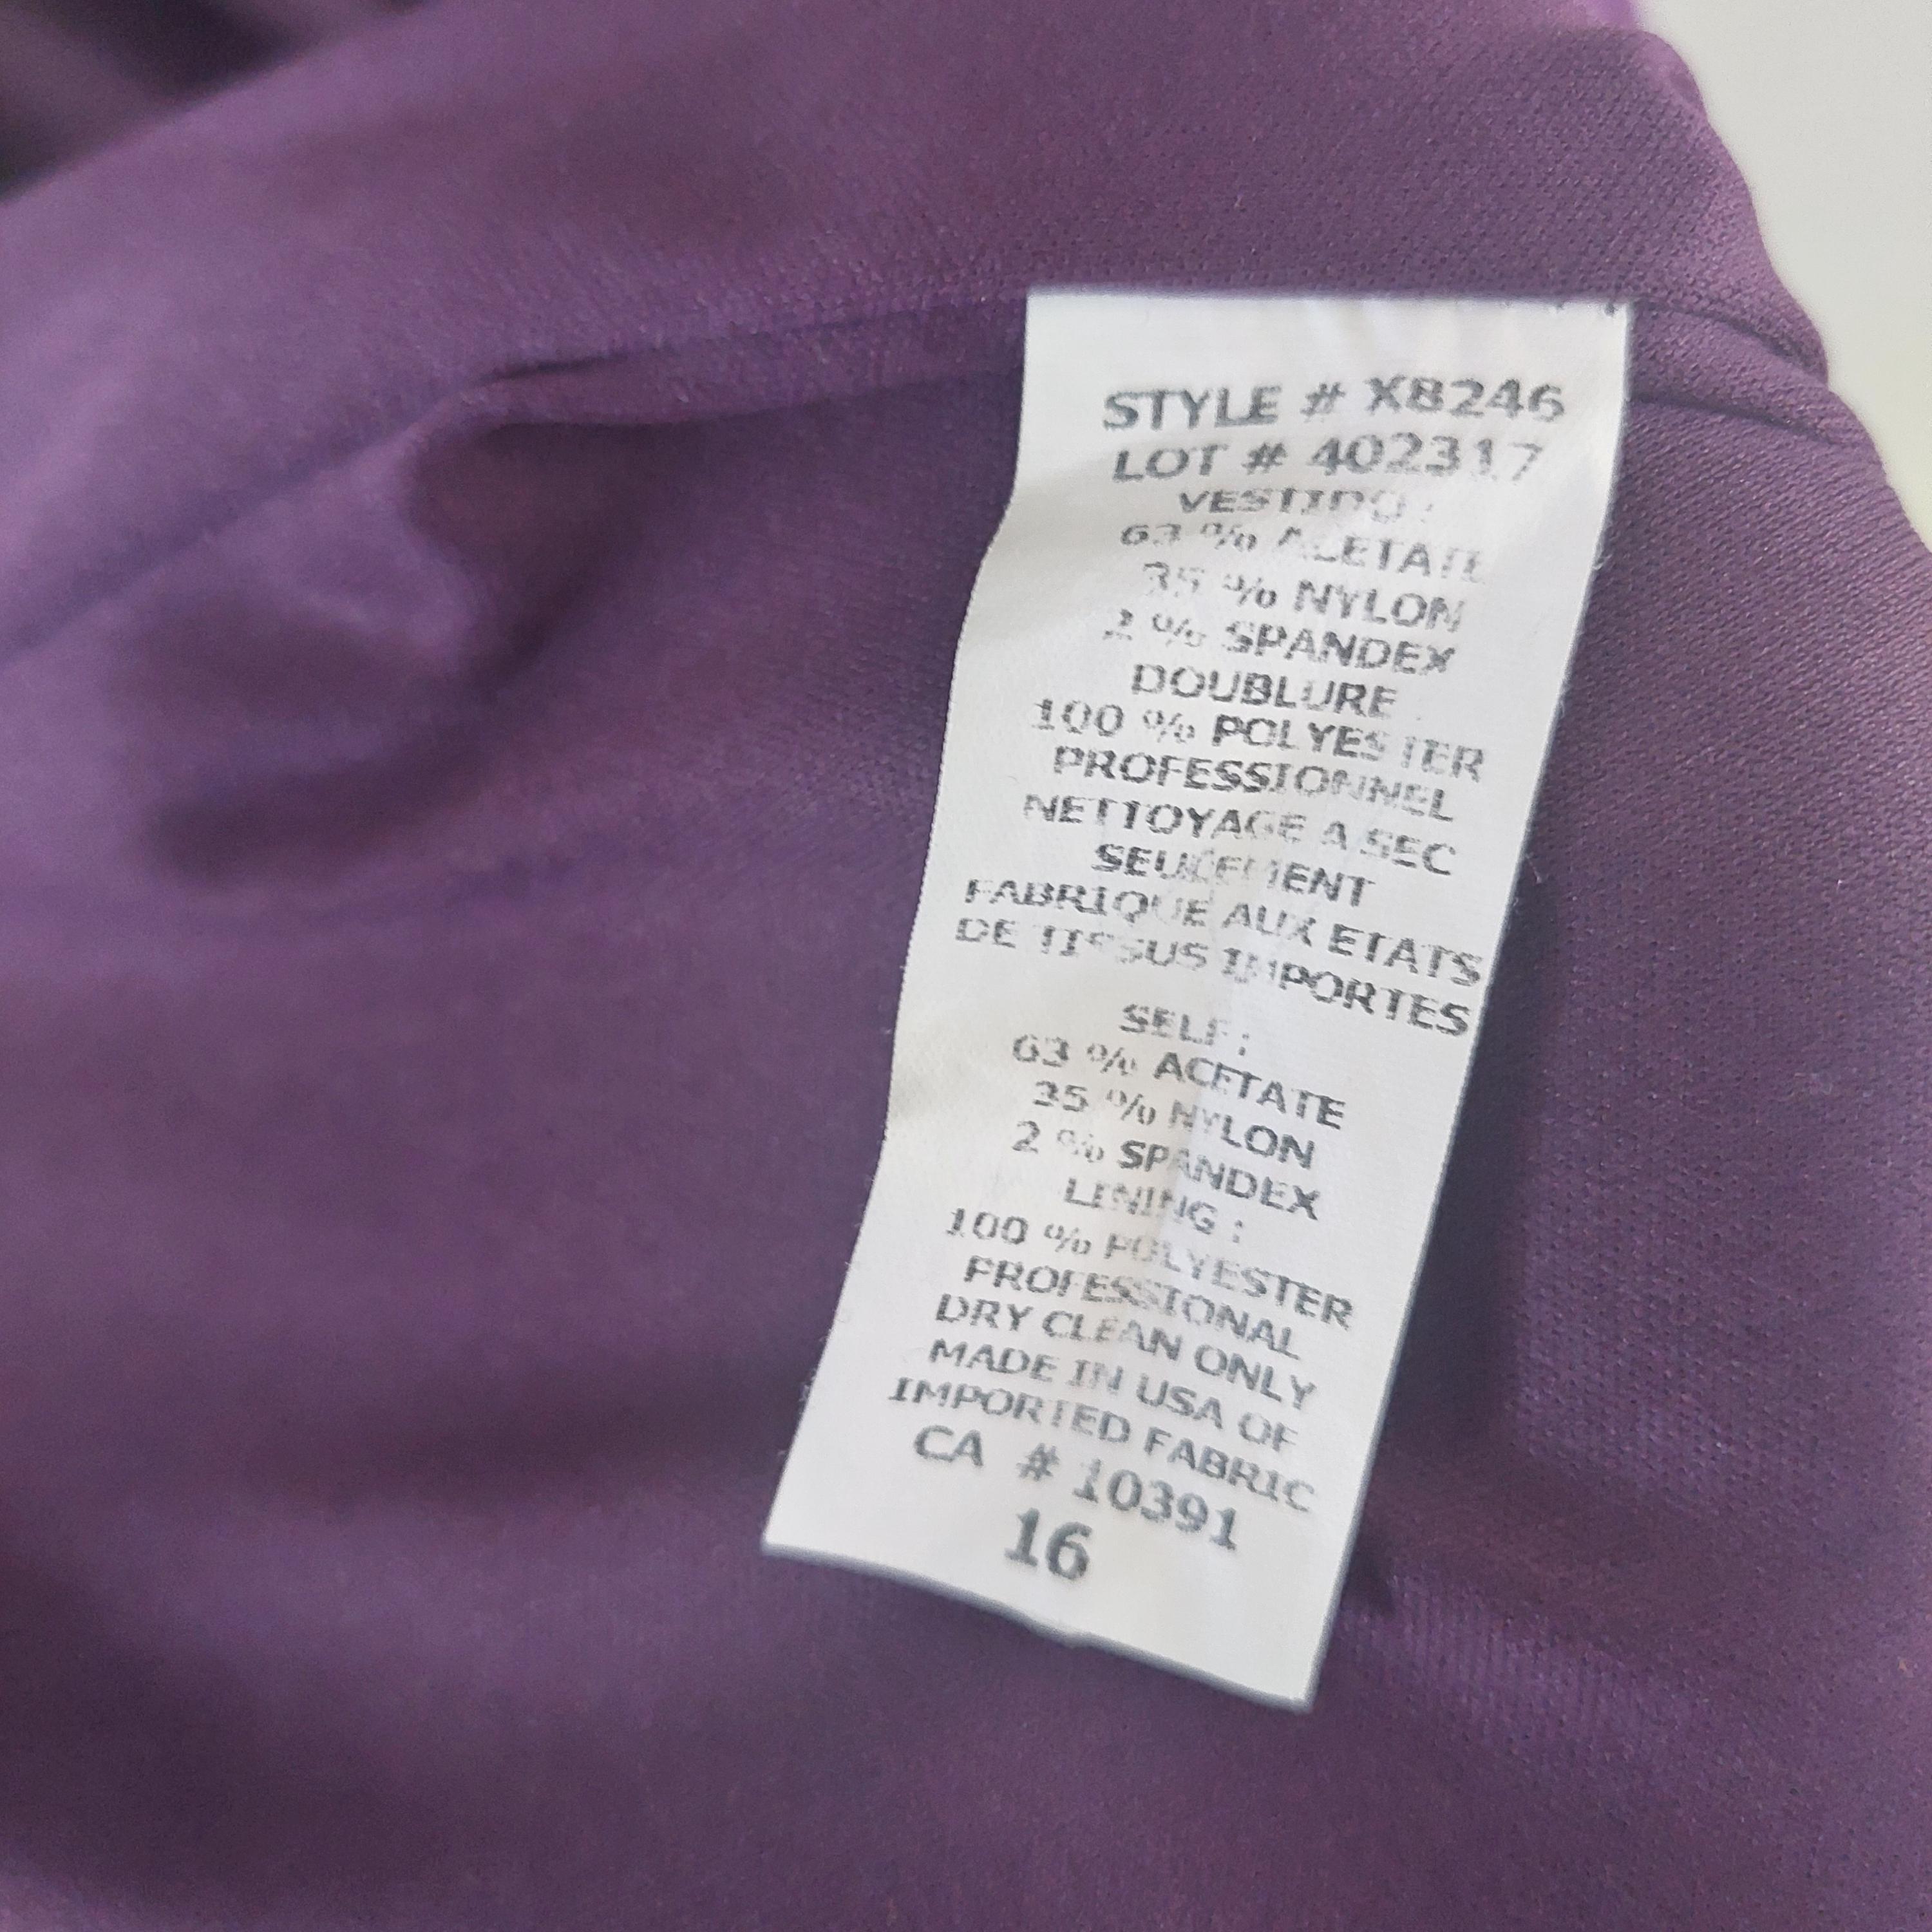 STYLE # X8246
LOT # 402317
VESTIDO :
63 % ACETATE
35 % NYLON
2 % SPANDEX
DOUBLURE
100 % POLYESTER
PROFESSIONNEL
NETTOYAGE A SEC
SEULEMENT
FABRIQUE AUX ETATS
DE TISSUS IMPORTES
SELF :
63 % ACETATE
35 % NYLON
2 % SPANDEX
LINING :
100 % POLYESTER
PROFESSIONAL
DRY CLEAN ONLY
MADE IN USA OF
IMPORTED FABRIC
CA # 10391
16